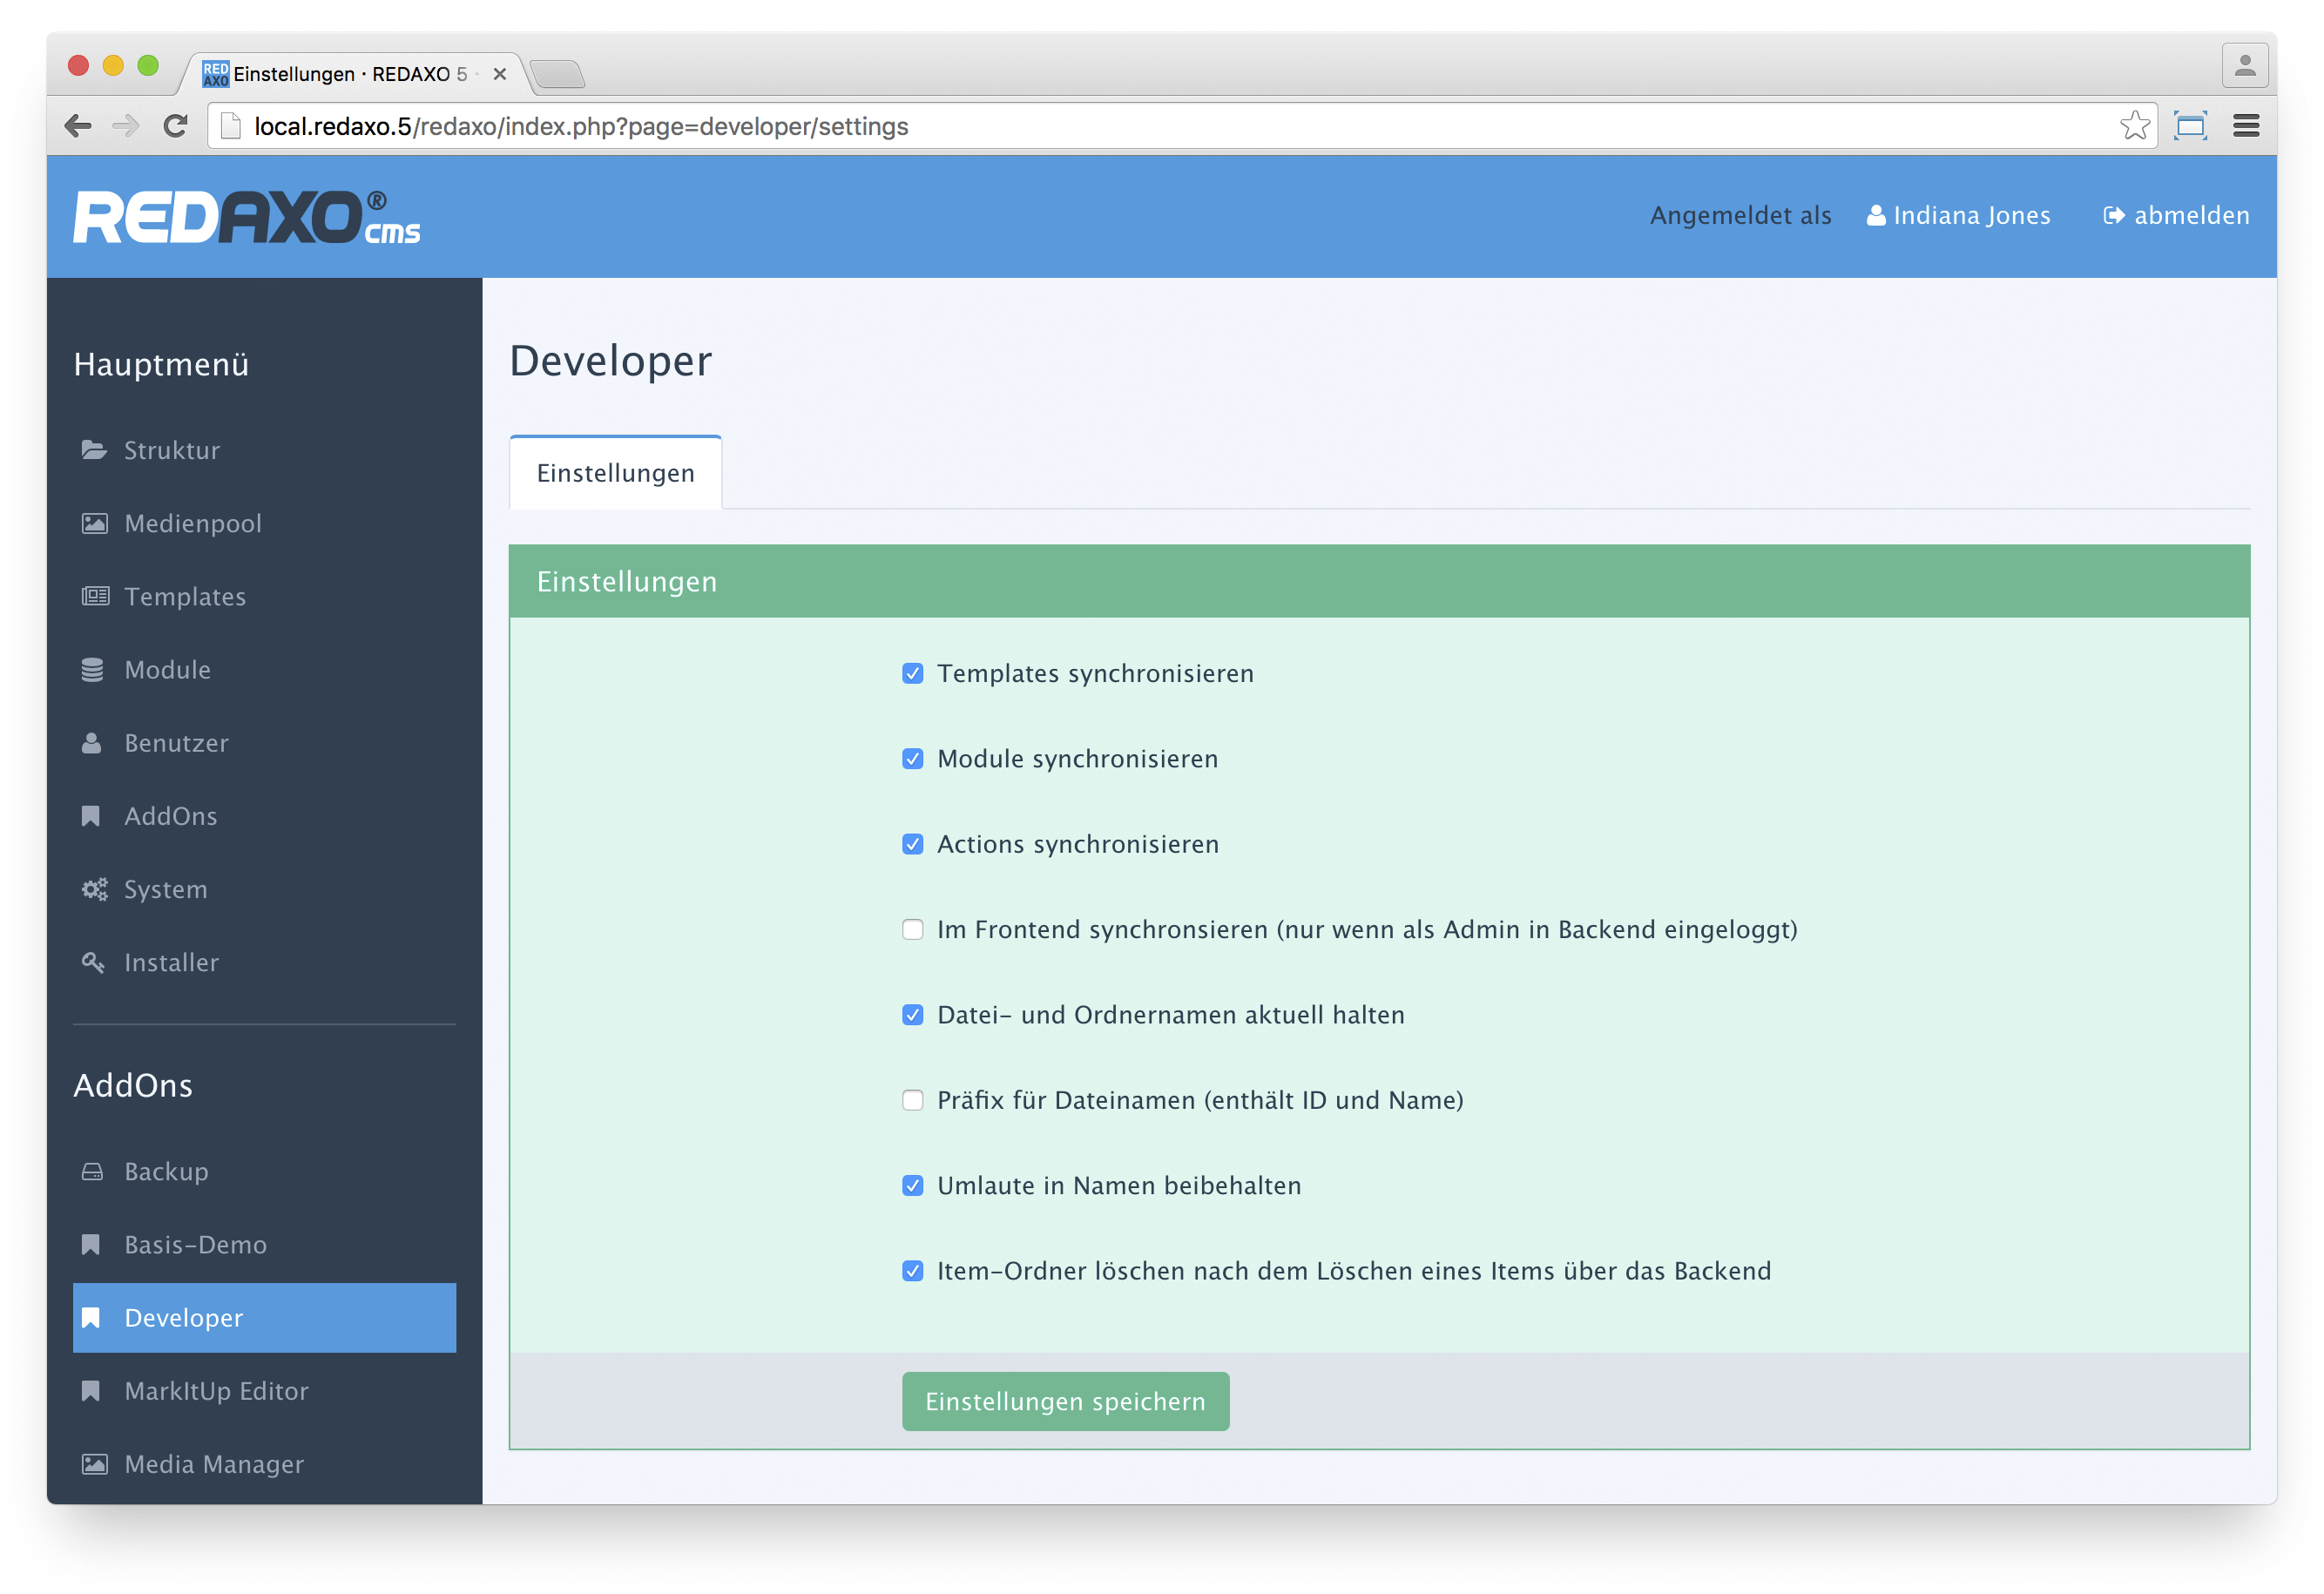 RED
AXO
Einstellungen · REDAXO 5
local.redaxo.5/redaxo/index.php?page=developer/settings
REDAXO®
cms
Angemeldet als Indiana Jones abmelden
Hauptmenü
Struktur
Medienpool
Templates
Module
Benutzer
AddOns
System
Installer
AddOns
Backup
Basis-Demo
Developer
MarkItUp Editor
Media Manager
Developer
Einstellungen
Einstellungen
Templates synchronisieren
Module synchronisieren
Actions synchronisieren
Im Frontend synchronsieren (nur wenn als Admin in Backend eingeloggt)
Datei- und Ordnernamen aktuell halten
Präfix für Dateinamen (enthält ID und Name)
Umlaute in Namen beibehalten
Item-Ordner löschen nach dem Löschen eines Items über das Backend
Einstellungen speichern